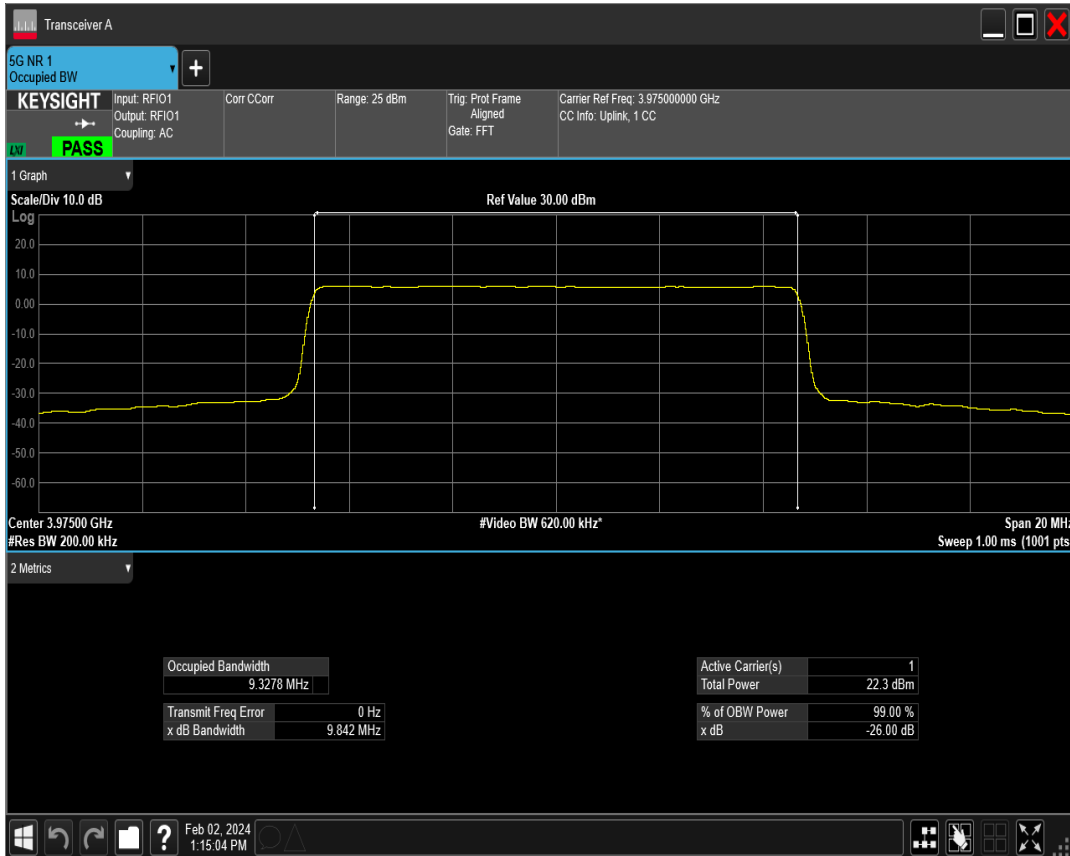 Transceiver A
5G NR 1
Occupied BW
+
KEYSIGHT
LXI
PASS
Input: RFIO1
Output: RFIO1
Coupling: AC
Corr CCorr
Range: 25 dBm
Trig: Prot Frame
Aligned
Gate: FFT
Carrier Ref Freq: 3.975000000 GHz
CC Info: Uplink, 1 CC
1 Graph
Scale/Div 10.0 dB
Ref Value 30.00 dBm
Log
20.0
10.0
0.00
-10.0
-20.0
-30.0
-40.0
-50.0
-60.0
Center 3.97500 GHz
#Video BW 620.00 kHz*
Span 20 MHz
#Res BW 200.00 kHz
Sweep 1.00 ms (1001 pts
2 Metrics
Occupied Bandwidth
9.3278 MHz
Transmit Freq Error 0 Hz
x dB Bandwidth 9.842 MHz
Active Carrier(s) 1
Total Power 22.3 dBm
% of OBW Power 99.00 %
x dB -26.00 dB
?
Feb 02, 2024
1:15:04 PM